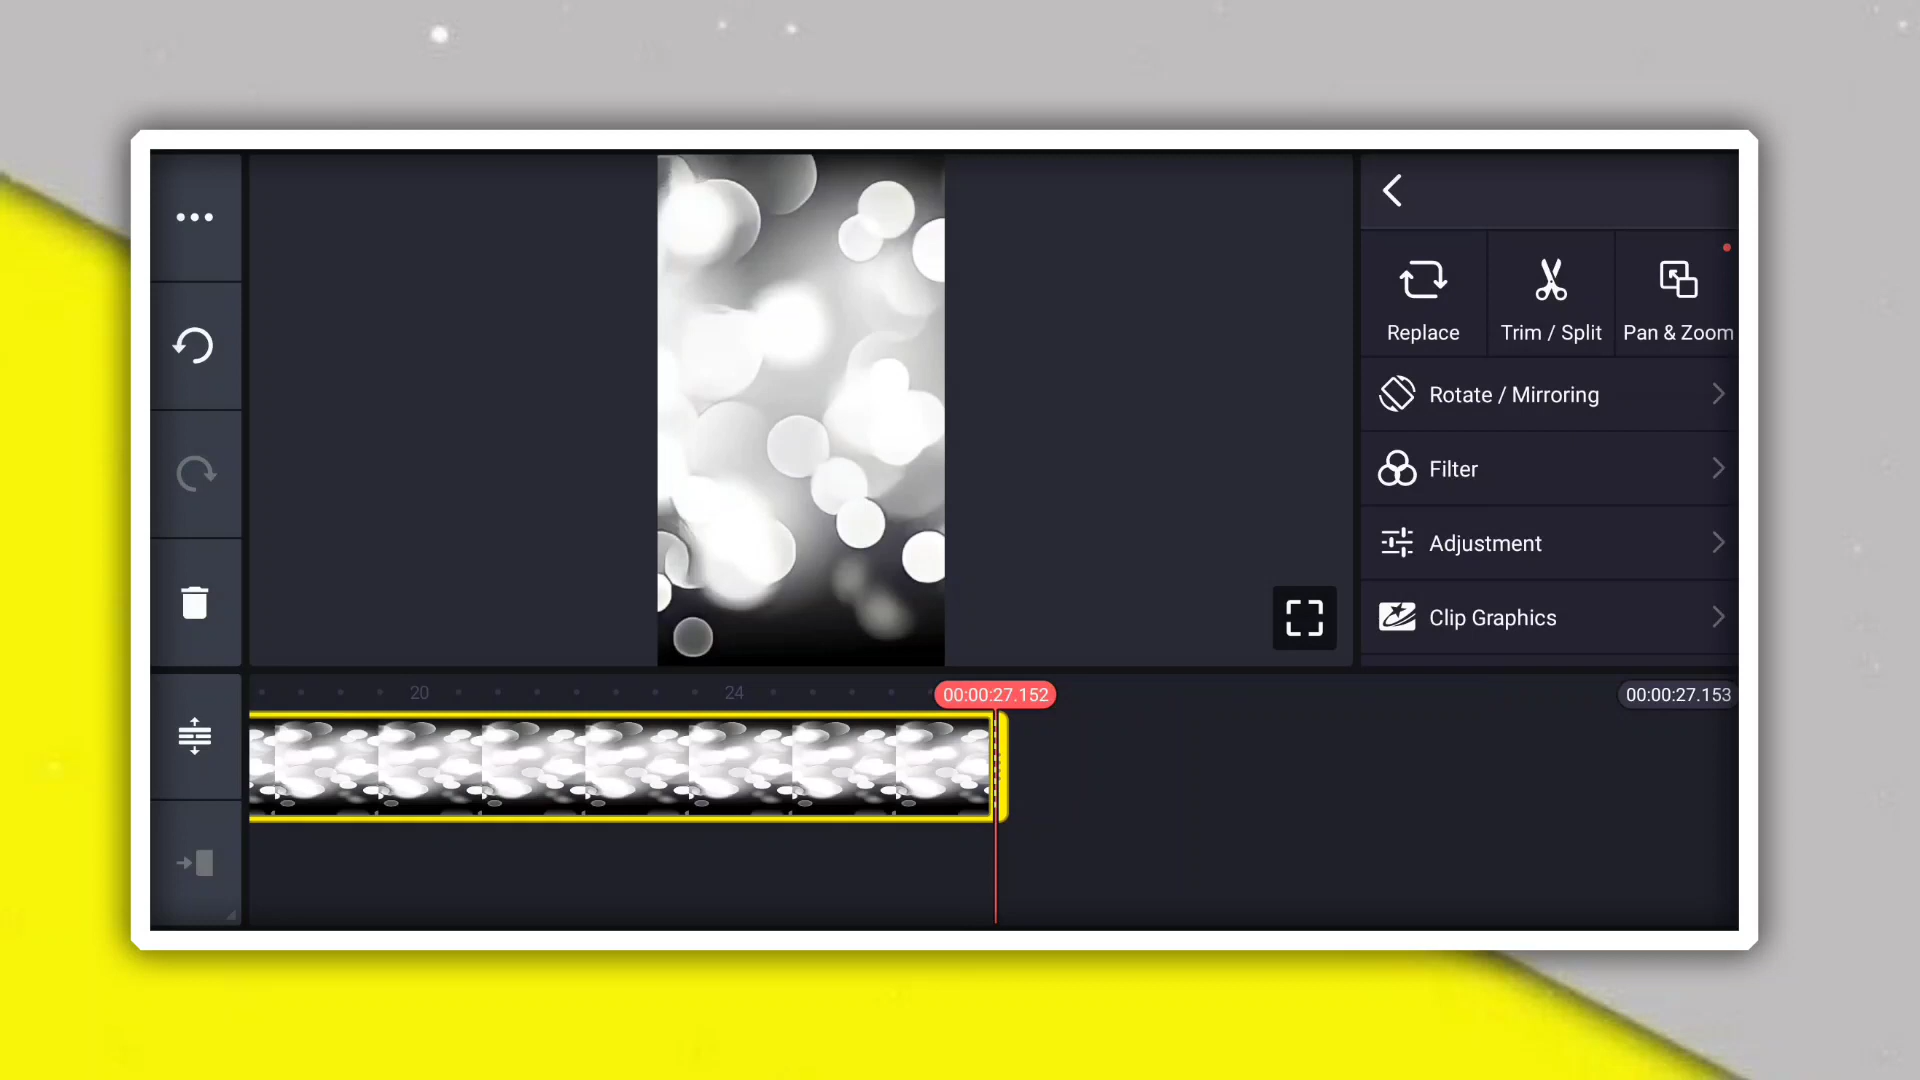 Replace
Trim / Split
Pan & Zoom
Rotate / Mirroring
Filter
Adjustment
Clip Graphics
20
24
00:00:27.152
00:00:27.153